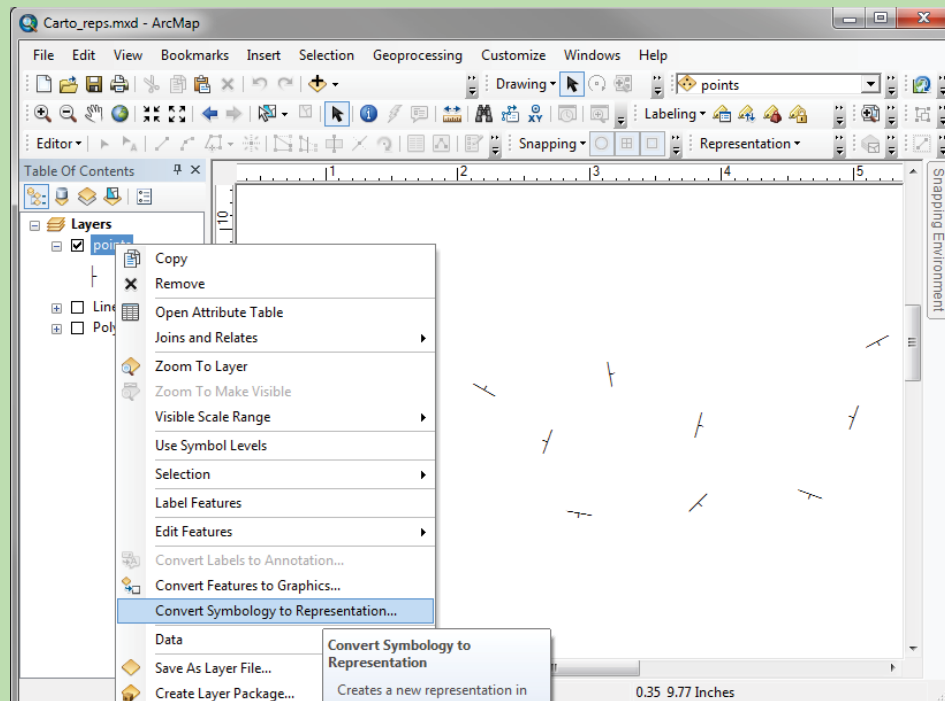 Carto_reps.mxd - ArcMap
File Edit View Bookmarks Insert Selection Geoprocessing Customize Windows Help
Drawing points
XY Labeling
Editor Snapping Representation
Table Of Contents
1 2 3 4 5
Layers
10
Copy
Remove
Line
Open Attribute Table
Poly
Joins and Relates
Zoom To Layer
Zoom To Make Visible
Visible Scale Range
Use Symbol Levels
Selection
Label Features
Edit Features
Convert Labels to Annotation...
Convert Features to Graphics...
Convert Symbology to Representation...
Data
Save As Layer File...
Create Layer Package...
Convert Symbology to
Representation
Creates a new representation in
0.35 9.77 Inches
Snapping Environment